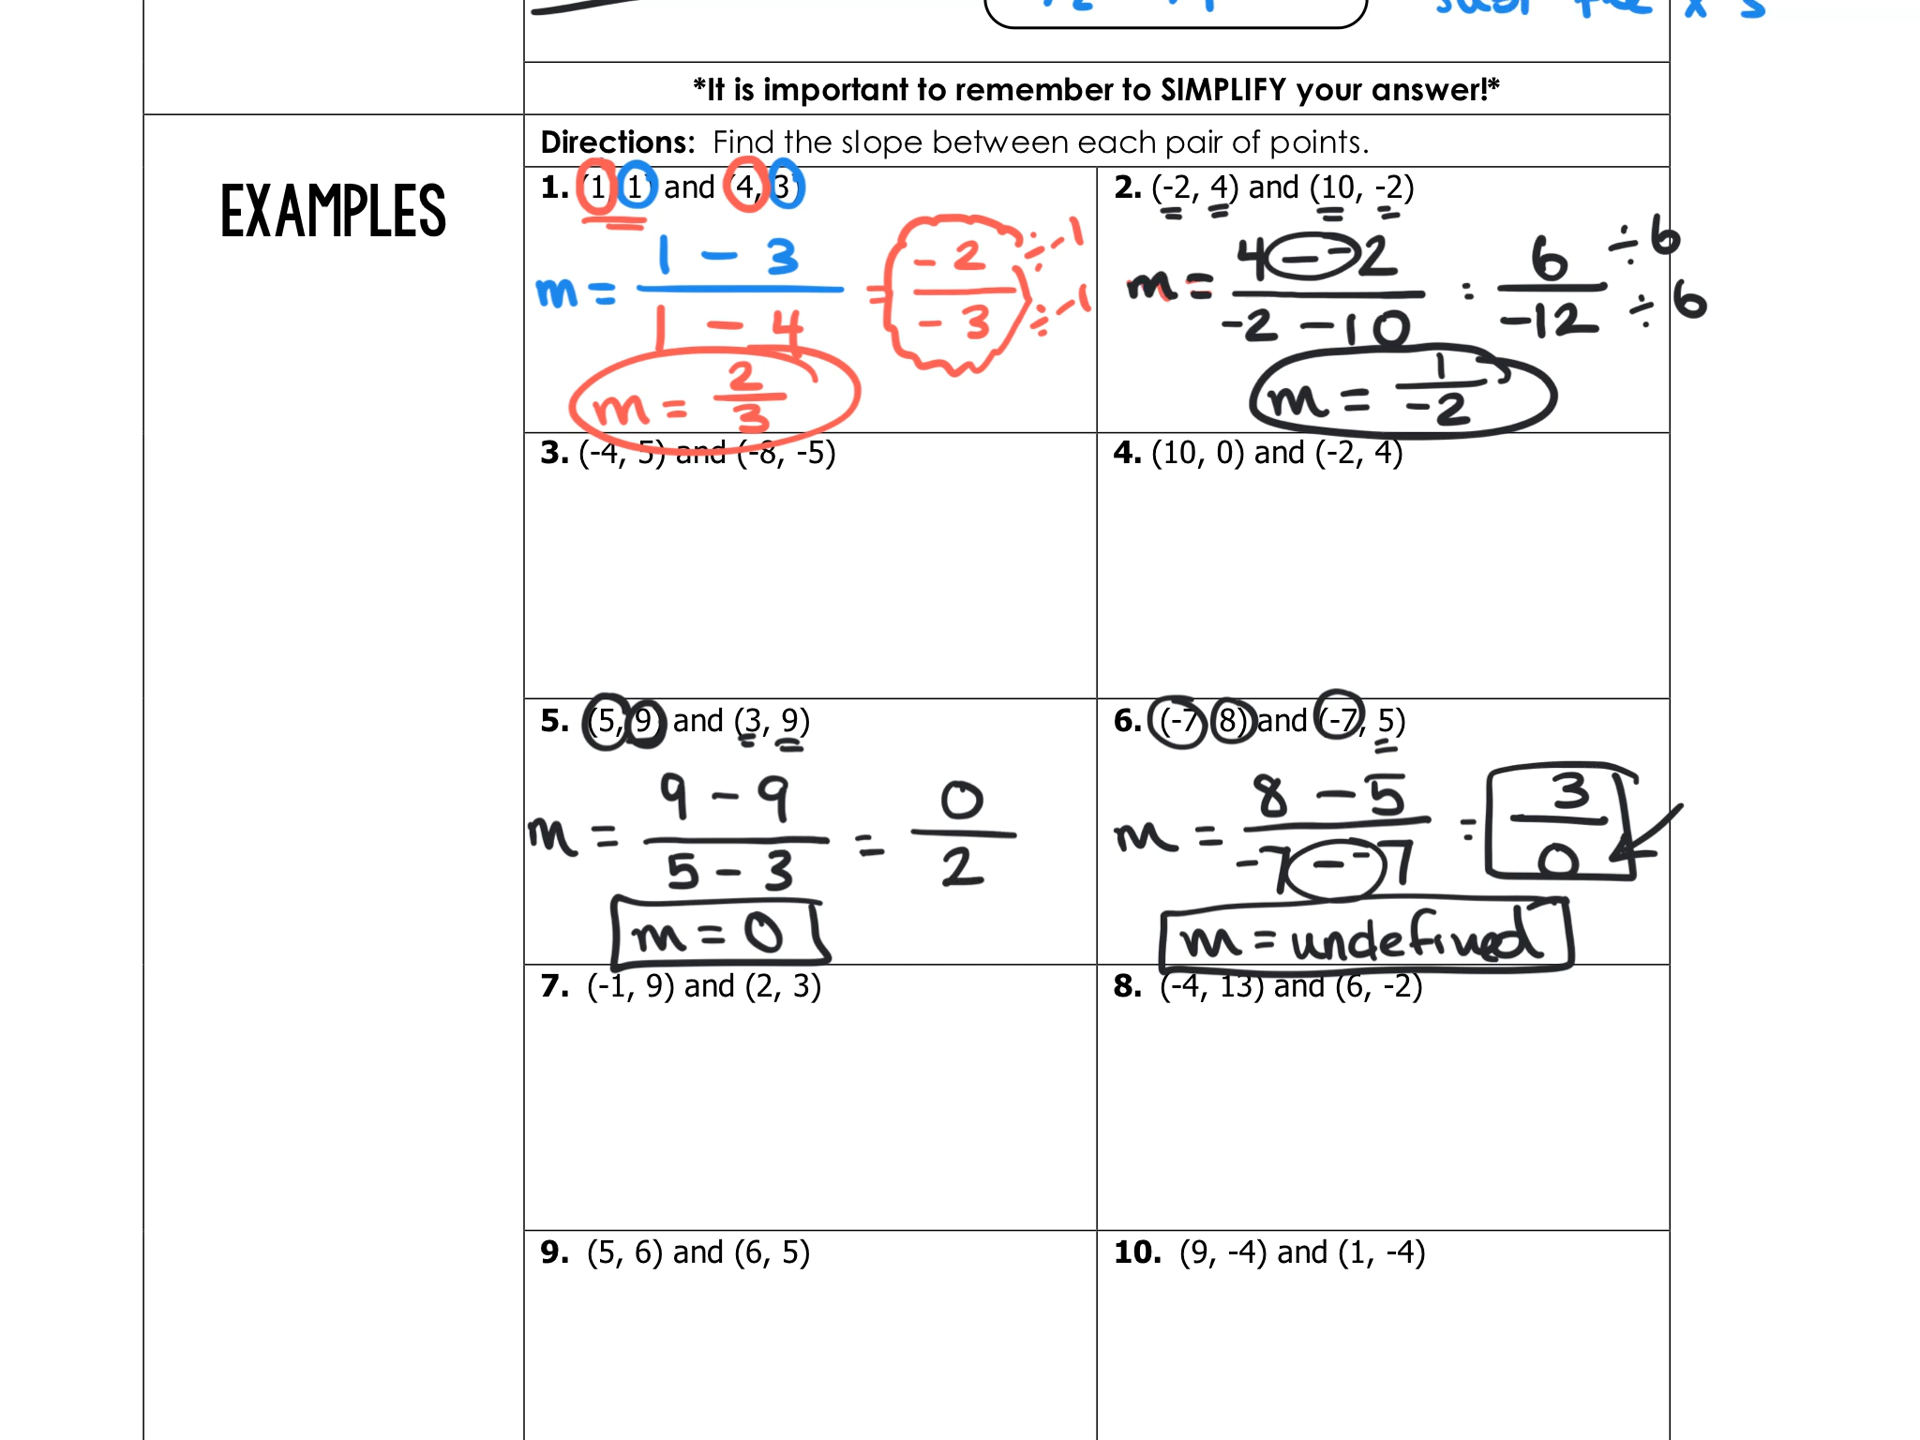 *It is important to remember to SIMPLIFY your answer!*
EXAMPLES
Directions: Find the slope between each pair of points.
1. (1, 1) and (4, 3)
m = 1 - 3 / 1 - 4 = -2 / -3 ÷ -1 ÷ -1
m = 2/3
2. (-2, 4) and (10, -2)
m = 4 - -2 / -2 - 10 = 6 / -12 ÷6 ÷6
m = 1/-2
3. (-4, 5) and (-8, -5)
4. (10, 0) and (-2, 4)
5. (5, 9) and (3, 9)
m = 9 - 9 / 5 - 3 = 0/2
m = 0
6. (-7, 8) and (-7, 5)
m = 8 - 5 / -7 - -7 = 3/0
m = undefined
7. (-1, 9) and (2, 3)
8. (-4, 13) and (6, -2)
9. (5, 6) and (6, 5)
10. (9, -4) and (1, -4)